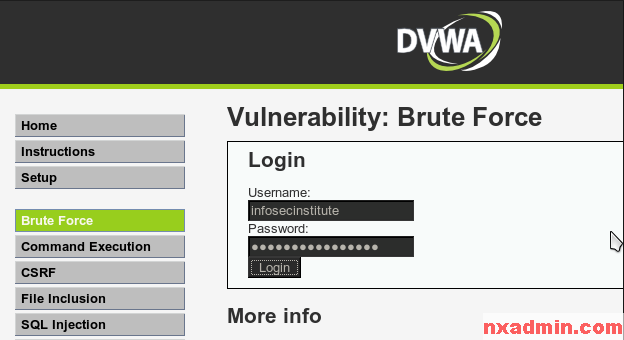 DVWA
Home
Instructions
Setup
Brute Force
Command Execution
CSRF
File Inclusion
SQL Injection
Vulnerability: Brute Force
Login
Username:
infosecinstitute
Password:
●●●●●●●●●●●●●●●●
Login
More info
nxadmin.com